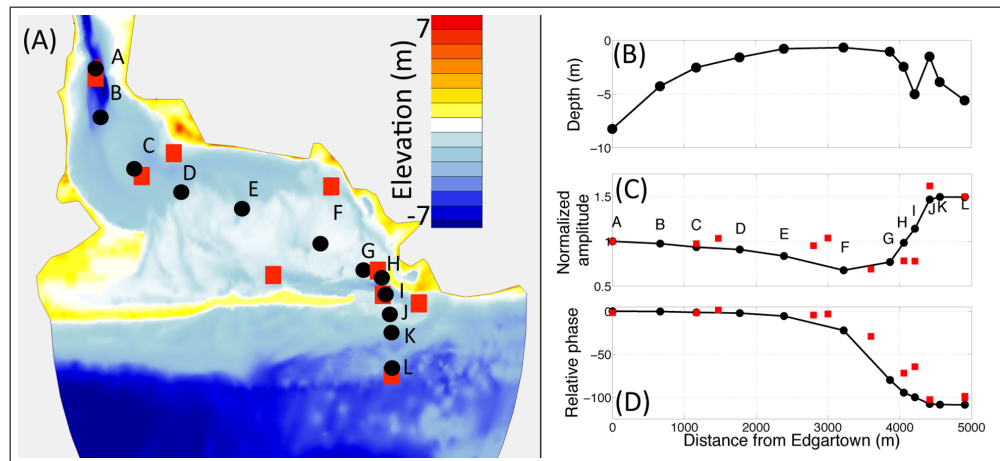 (A)
7
Elevation (m)
-7
A
B
C
D
E
F
G
H
I
J
K
L
(B)
Depth (m)
0
−5
−10
(C)
Normalized
amplitude
1.5
1
0.5
A
B
C
D
E
F
G
H
I
J
K
L
(D)
Relative phase
0
−50
−100
0
1000
2000
3000
4000
5000
Distance from Edgartown (m)